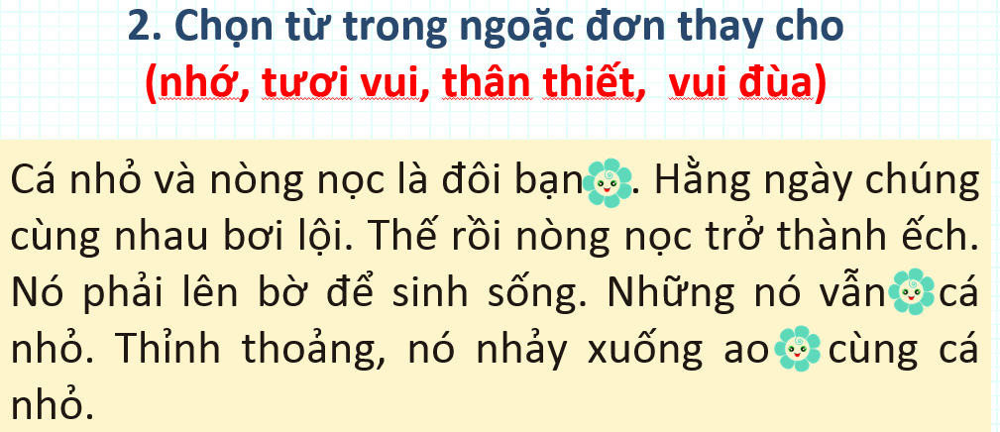 2. Chọn từ trong ngoặc đơn thay cho
(nhớ, tươi vui, thân thiết, vui đùa)
Cá nhỏ và nòng nọc là đôi bạn . Hằng ngày chúng
cùng nhau bơi lội. Thế rồi nòng nọc trở thành ếch.
Nó phải lên bờ để sinh sống. Những nó vẫn cá
nhỏ. Thỉnh thoảng, nó nhảy xuống ao cùng cá
nhỏ.